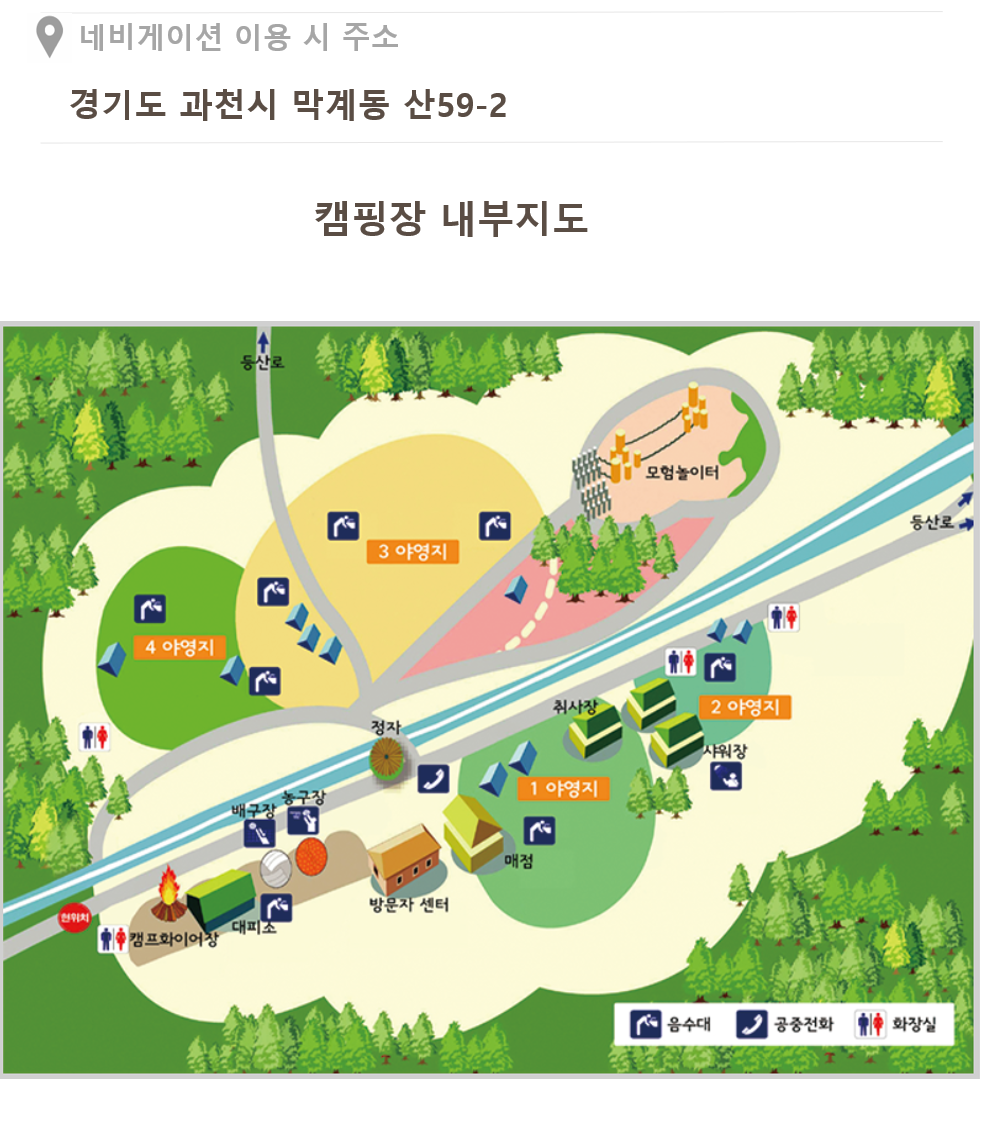 네비게이션 이용 시 주소
경기도 과천시 막계동 산59-2
캠핑장 내부지도
등산로
모험놀이터
등산로
3 야영지
4 야영지
취사장
2 야영지
정자
샤워장
1 야영지
농구장
배구장
매점
방문자 센터
현위치
대피소
캠프화이어장
음수대
공중전화
화장실